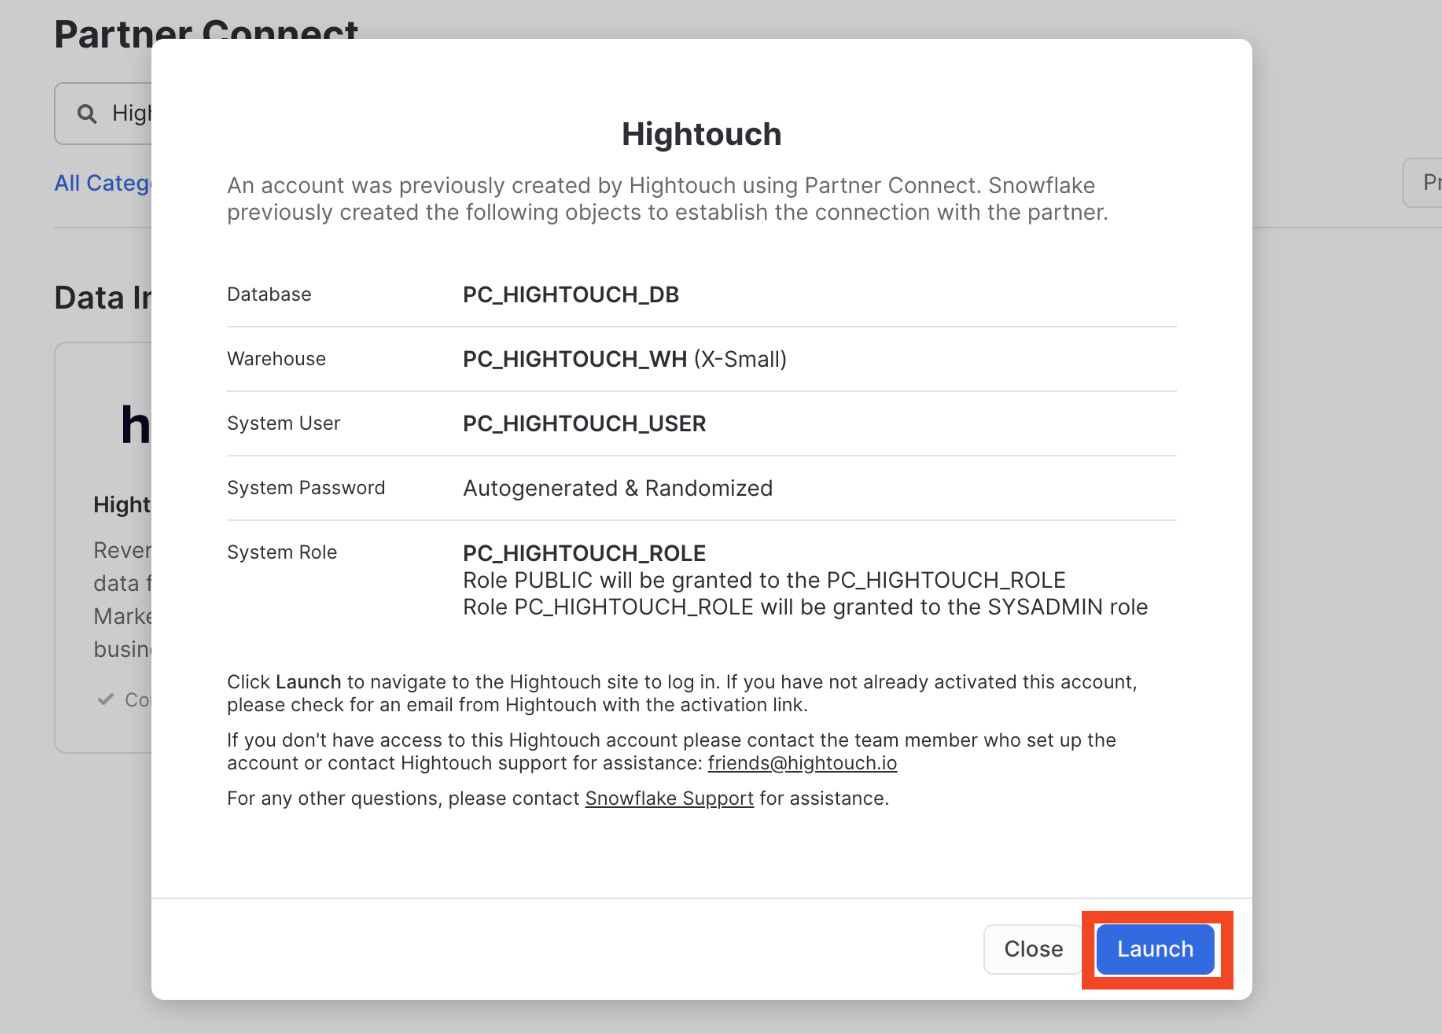 Partner Connect
High
All Categ
Pr
Data In
h
Hight
Rever
data f
Marke
busin
Co
Hightouch
An account was previously created by Hightouch using Partner Connect. Snowflake
previously created the following objects to establish the connection with the partner.
Database PC_HIGHTOUCH_DB
Warehouse PC_HIGHTOUCH_WH (X-Small)
System User PC_HIGHTOUCH_USER
System Password Autogenerated & Randomized
System Role PC_HIGHTOUCH_ROLE
Role PUBLIC will be granted to the PC_HIGHTOUCH_ROLE
Role PC_HIGHTOUCH_ROLE will be granted to the SYSADMIN role
Click Launch to navigate to the Hightouch site to log in. If you have not already activated this account,
please check for an email from Hightouch with the activation link.
If you don't have access to this Hightouch account please contact the team member who set up the
account or contact Hightouch support for assistance: friends@hightouch.io
For any other questions, please contact Snowflake Support for assistance.
Close Launch